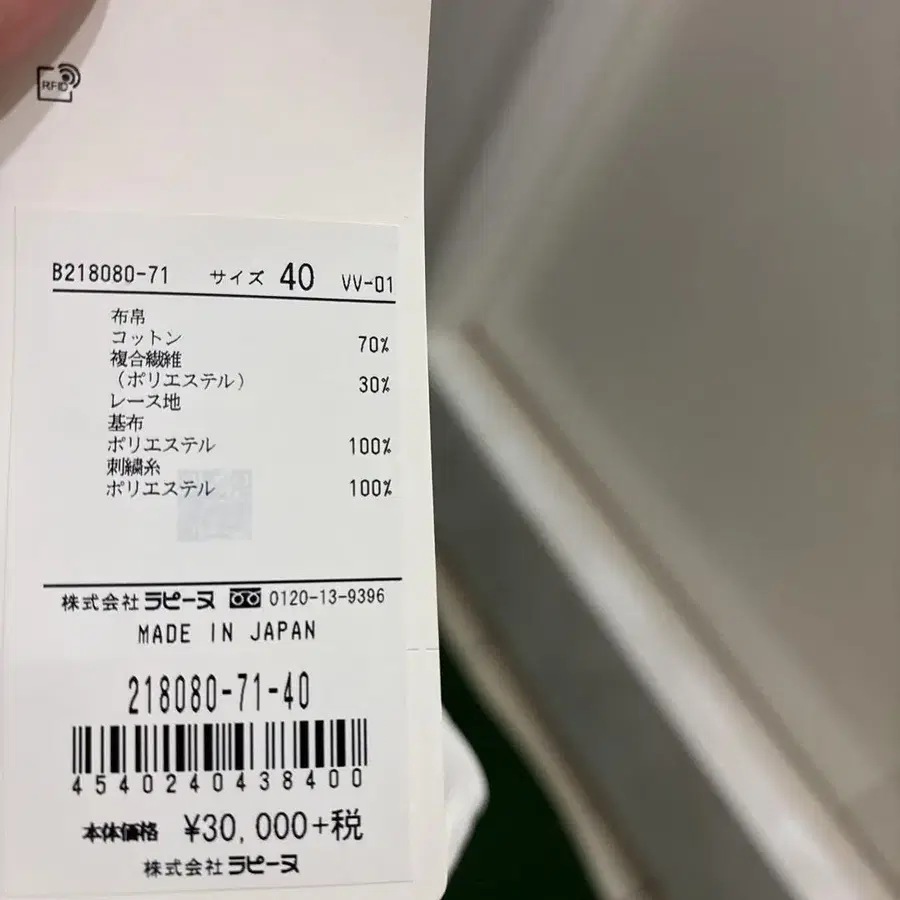 RFID
B218080-71 サイズ 40 VV-01
布帛
コットン 70%
複合繊維
（ポリエステル） 30%
レース地
基布
ポリエステル 100%
刺繍糸
ポリエステル 100%
株式会社 ラピーヌ 0120-13-9396
MADE IN JAPAN
218080-71-40
4540240438400
本体価格 ¥30,000+税
株式会社 ラピーヌ